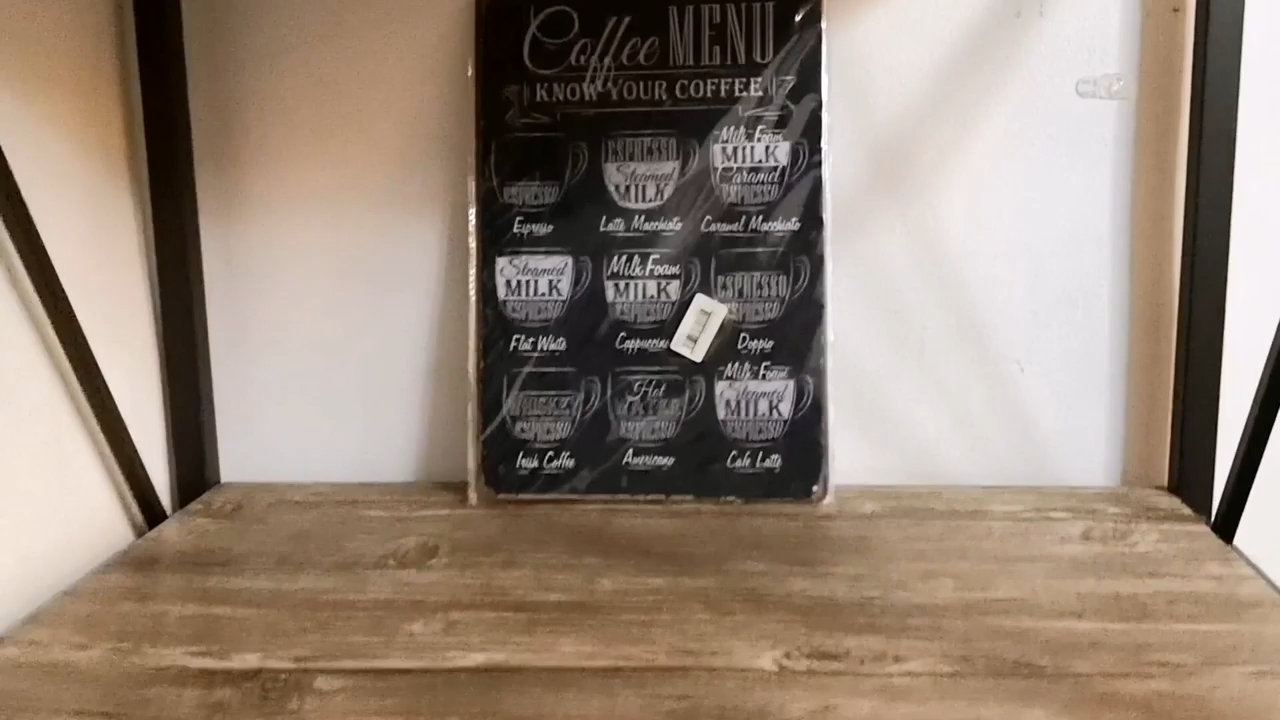 Coffee MENU
KNOW YOUR COFFEE
ESPRESSO
Espresso
ESPRESSO
Steamed
MILK
Latte Macchiato
Milk Foam
MILK
Caramel
ESPRESSO
Caramel Macchiato
Steamed
MILK
ESPRESSO
Flat White
Milk Foam
MILK
ESPRESSO
Cappuccino
ESPRESSO
Doppio
WHISKEY
ESPRESSO
Irish Coffee
Hot
ESPRESSO
Americano
Milk Foam
Steamed
MILK
ESPRESSO
Cafe Latte